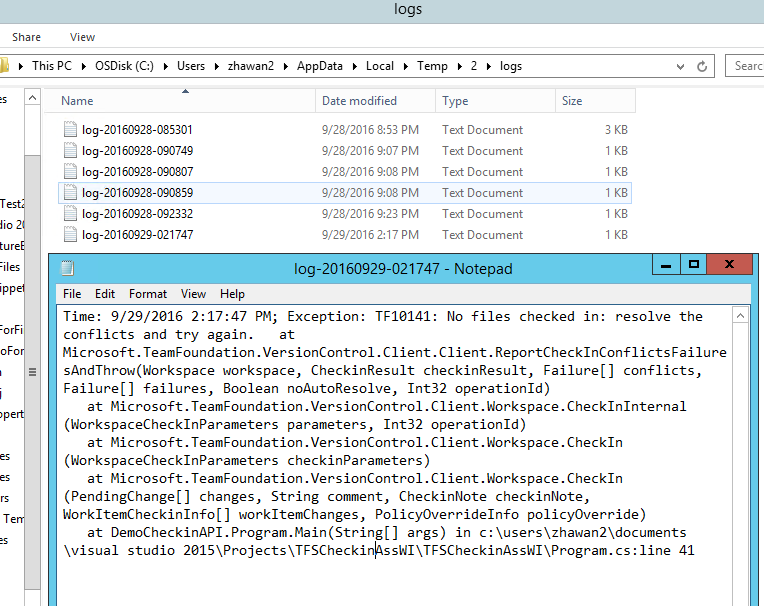 logs
Share View
This PC OSDisk (C:) Users zhawan2 AppData Local Temp 2 logs
Searc
es
Name Date modified Type Size
log-20160928-085301 9/28/2016 8:53 PM Text Document 3 KB
log-20160928-090749 9/28/2016 9:07 PM Text Document 1 KB
log-20160928-090807 9/28/2016 9:08 PM Text Document 1 KB
log-20160928-090859 9/28/2016 9:08 PM Text Document 1 KB
Test2
log-20160928-092332 9/28/2016 9:23 PM Text Document 1 KB
dio 20
log-20160929-021747 9/29/2016 2:17 PM Text Document 1 KB
tureE
Files
ippet
ForFi
oFor
j
ppert
es
es
rs
Tem
es
log-20160929-021747 - Notepad
File Edit Format View Help
Time: 9/29/2016 2:17:47 PM; Exception: TF10141: No files checked in: resolve the
conflicts and try again.   at
Microsoft.TeamFoundation.VersionControl.Client.Client.ReportCheckInConflictsFailure
sAndThrow(Workspace workspace, CheckinResult checkinResult, Failure[] conflicts,
Failure[] failures, Boolean noAutoResolve, Int32 operationId)
   at Microsoft.TeamFoundation.VersionControl.Client.Workspace.CheckInInternal
(WorkspaceCheckInParameters parameters, Int32 operationId)
   at Microsoft.TeamFoundation.VersionControl.Client.Workspace.CheckIn
(WorkspaceCheckInParameters checkinParameters)
   at Microsoft.TeamFoundation.VersionControl.Client.Workspace.CheckIn
(PendingChange[] changes, String comment, CheckinNote checkinNote,
WorkItemCheckinInfo[] workItemChanges, PolicyOverrideInfo policyOverride)
   at DemoCheckinAPI.Program.Main(String[] args) in c:\users\zhawan2\documents
\visual studio 2015\Projects\TFSCheckinAssWI\TFSCheckinAssWI\Program.cs:line 41